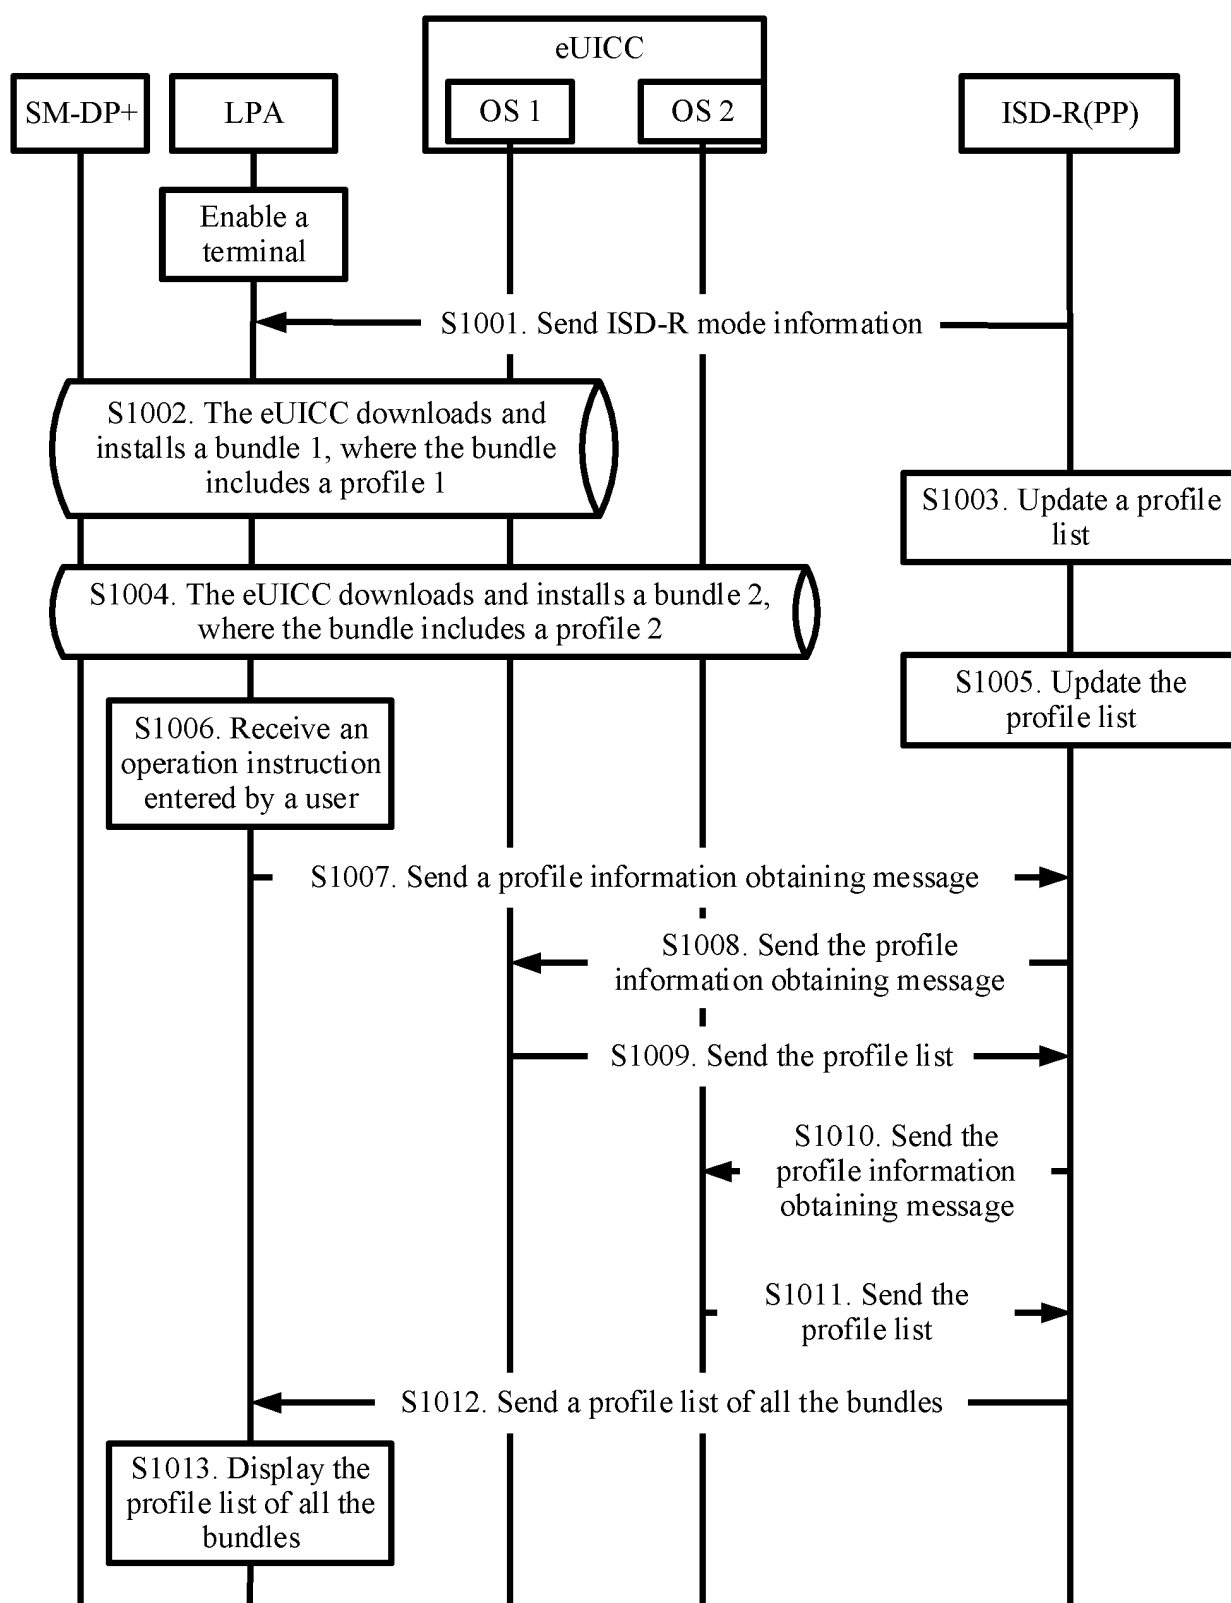 eUICC
SM-DP+
LPA
OS 1
OS 2
ISD-R(PP)
Enable a
terminal
S1001. Send ISD-R mode information
S1002. The eUICC downloads and
installs a bundle 1, where the bundle
includes a profile 1
S1003. Update a profile
list
S1004. The eUICC downloads and installs a bundle 2,
where the bundle includes a profile 2
S1005. Update the
profile list
S1006. Receive an
operation instruction
entered by a user
S1007. Send a profile information obtaining message
S1008. Send the profile
information obtaining message
S1009. Send the profile list
S1010. Send the
profile information
obtaining message
S1011. Send the
profile list
S1012. Send a profile list of all the bundles
S1013. Display the
profile list of all the
bundles